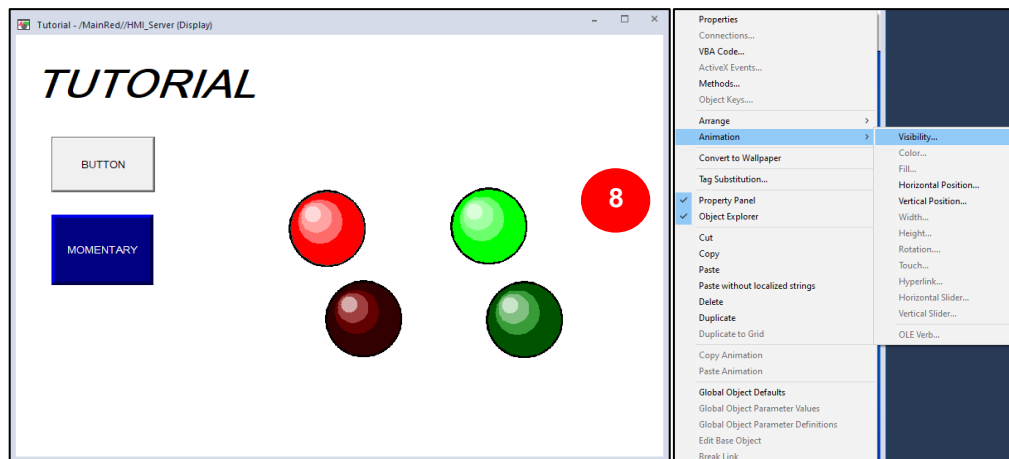 Tutorial - /MainRed//HMI_Server (Display)
TUTORIAL
BUTTON
MOMENTARY
8
Properties
Connections...
VBA Code...
ActiveX Events...
Methods...
Object Keys....
Arrange
Animation
Convert to Wallpaper
Tag Substitution...
Property Panel
Object Explorer
Cut
Copy
Paste
Paste without localized strings
Delete
Duplicate
Duplicate to Grid
Copy Animation
Paste Animation
Global Object Defaults
Global Object Parameter Values
Global Object Parameter Definitions
Edit Base Object
Break Link
Visibility...
Color...
Fill...
Horizontal Position...
Vertical Position...
Width...
Height...
Rotation....
Touch...
Hyperlink...
Horizontal Slider...
Vertical Slider...
OLE Verb...